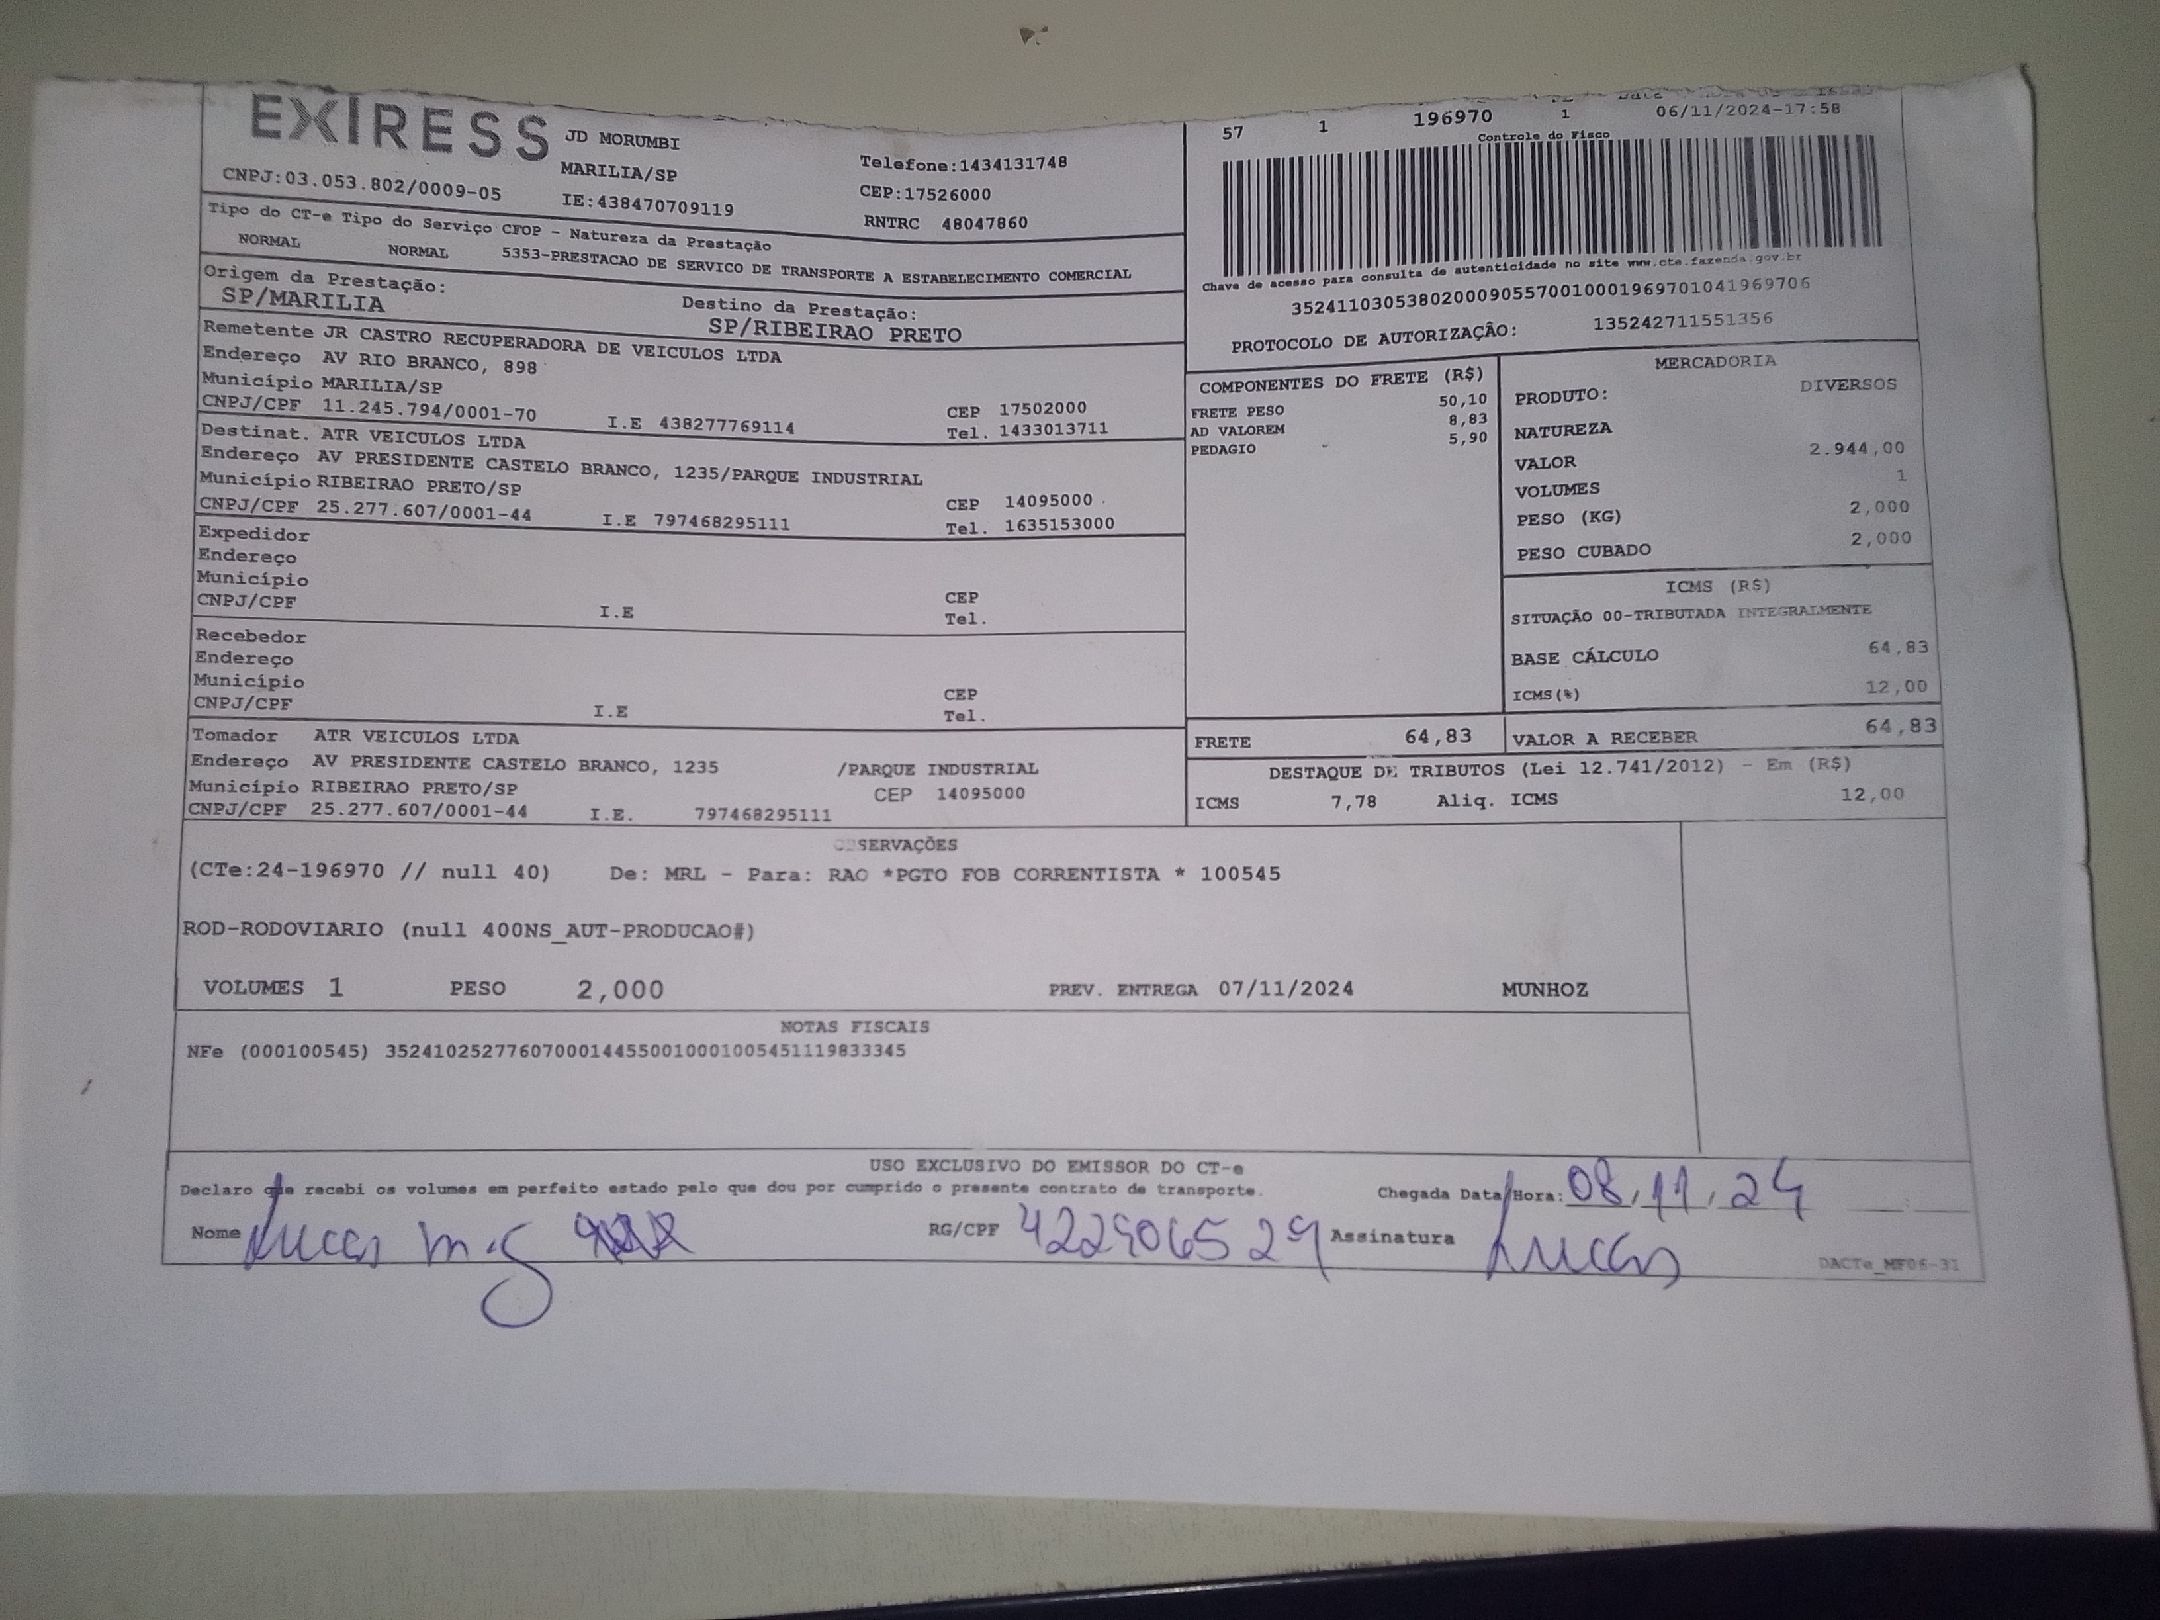 EXIRESS
JD MORUMBI
MARILIA/SP
Telefone:1434131748
CEP:17526000
CNPJ:03.053.802/0009-05
IE:438470709119
RNTRC 48047860
57 1 196970 1 06/11/2024-17:58
Controle do Fisco
Chave de acesso para consulta de autenticidade no site www.cte.fazenda.gov.br
35241103053802000905570010001969701041969706
PROTOCOLO DE AUTORIZAÇÃO: 135242711551356
Tipo do CT-e Tipo do Serviço CFOP - Natureza da Prestação
NORMAL NORMAL 5353-PRESTACAO DE SERVICO DE TRANSPORTE A ESTABELECIMENTO COMERCIAL
Origem da Prestação: Destino da Prestação:
SP/MARILIA SP/RIBEIRAO PRETO
Remetente JR CASTRO RECUPERADORA DE VEICULOS LTDA
Endereço AV RIO BRANCO, 898
Município MARILIA/SP CEP 17502000
CNPJ/CPF 11.245.794/0001-70 I.E 438277769114 Tel. 1433013711
Destinat. ATR VEICULOS LTDA
Endereço AV PRESIDENTE CASTELO BRANCO, 1235/PARQUE INDUSTRIAL
Município RIBEIRAO PRETO/SP CEP 14095000
CNPJ/CPF 25.277.607/0001-44 I.E 797468295111 Tel. 1635153000
Expedidor
Endereço
Município CEP
CNPJ/CPF I.E Tel.
Recebedor
Endereço
Município CEP
CNPJ/CPF I.E Tel.
Tomador ATR VEICULOS LTDA
Endereço AV PRESIDENTE CASTELO BRANCO, 1235 /PARQUE INDUSTRIAL
Município RIBEIRAO PRETO/SP CEP 14095000
CNPJ/CPF 25.277.607/0001-44 I.E. 797468295111
COMPONENTES DO FRETE (R$)
FRETE PESO 50,10
AD VALOREM 8,83
PEDAGIO 5,90
MERCADORIA
PRODUTO: DIVERSOS
NATUREZA
VALOR 2.944,00
VOLUMES 1
PESO (KG) 2,000
PESO CUBADO 2,000
ICMS (R$)
SITUAÇÃO 00-TRIBUTADA INTEGRALMENTE
BASE CÁLCULO 64,83
ICMS(%) 12,00
FRETE 64,83 VALOR A RECEBER 64,83
DESTAQUE DE TRIBUTOS (Lei 12.741/2012) - Em (R$)
ICMS 7,78 Aliq. ICMS 12,00
OBSERVAÇÕES
(CTe:24-196970 // null 40) De: MRL - Para: RAO *PGTO FOB CORRENTISTA * 100545
ROD-RODOVIARIO (null 400NS_AUT-PRODUCAO#)
VOLUMES 1 PESO 2,000 PREV. ENTREGA 07/11/2024 MUNHOZ
NOTAS FISCAIS
NFe (000100545) 35241025277607000144550010001005451119833345
USO EXCLUSIVO DO EMISSOR DO CT-e
Declaro que recebi os volumes em perfeito estado pelo que dou por cumprido o presente contrato de transporte. Chegada Data/Hora: 08/11/24
Nome Lucas m.S RG/CPF Assinatura Lucas
DACTe_MF06-31